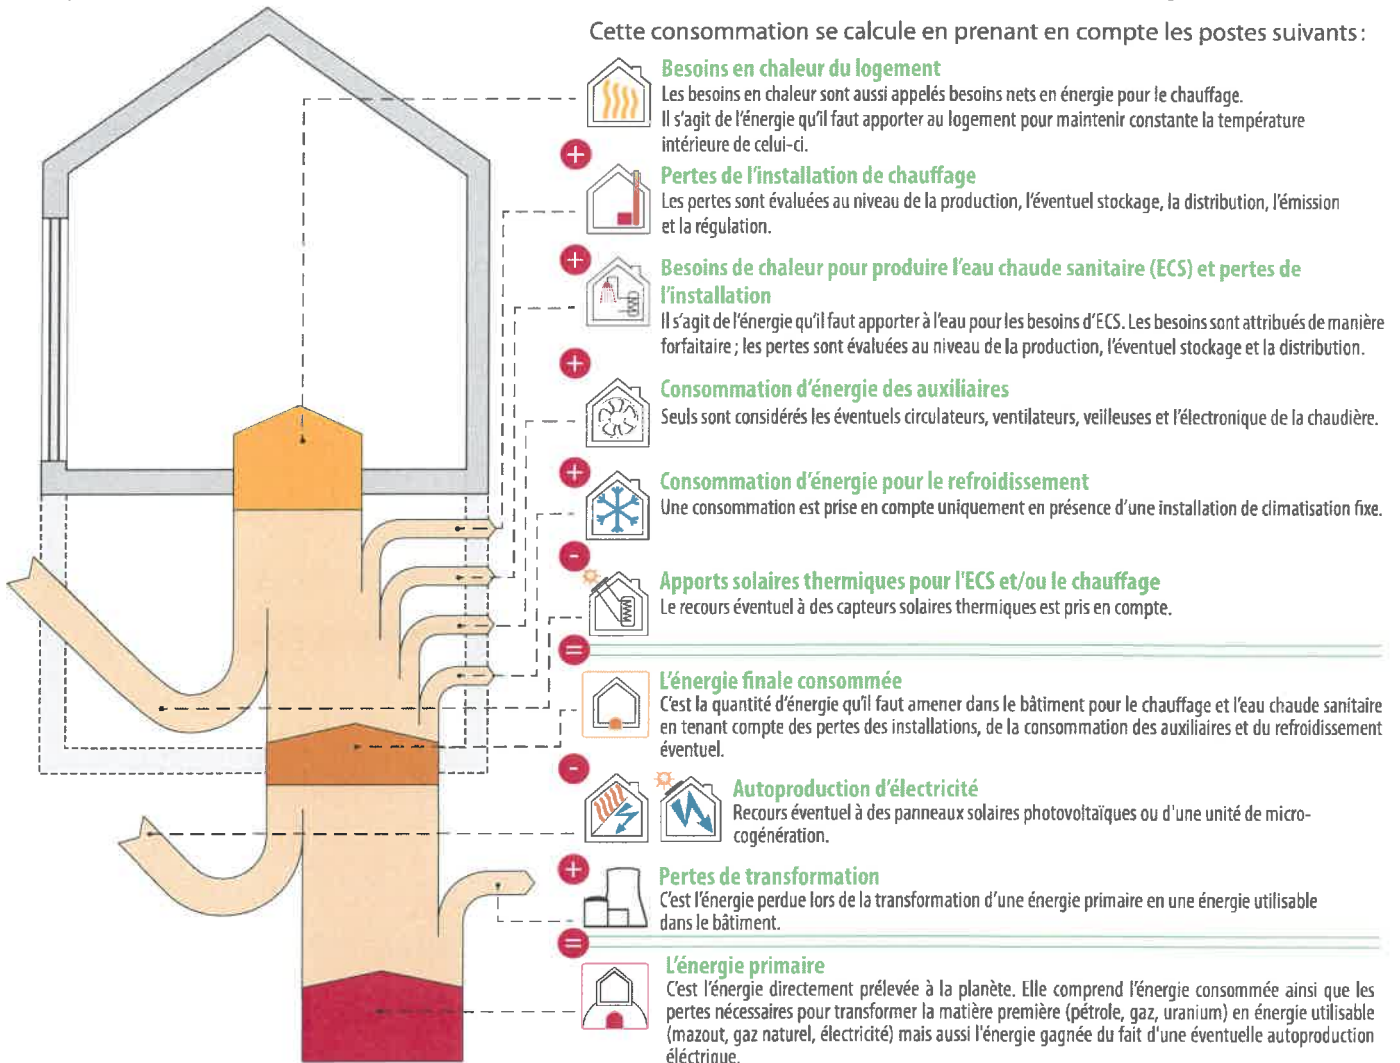 Cette consommation se calcule en prenant en compte les postes suivants :
Besoins en chaleur du logement
Les besoins en chaleur sont aussi appelés besoins nets en énergie pour le chauffage.
Il s'agit de l'énergie qu'il faut apporter au logement pour maintenir constante la température
intérieure de celui-ci.
+
Pertes de l'installation de chauffage
Les pertes sont évaluées au niveau de la production, l'éventuel stockage, la distribution, l'émission
et la régulation.
+
Besoins de chaleur pour produire l'eau chaude sanitaire (ECS) et pertes de
l'installation
Il s'agit de l'énergie qu'il faut apporter à l'eau pour les besoins d'ECS. Les besoins sont attribués de manière
forfaitaire ; les pertes sont évaluées au niveau de la production, l'éventuel stockage et la distribution.
+
Consommation d'énergie des auxiliaires
Seuls sont considérés les éventuels circulateurs, ventilateurs, veilleuses et l'électronique de la chaudière.
+
Consommation d'énergie pour le refroidissement
Une consommation est prise en compte uniquement en présence d'une installation de climatisation fixe.
-
Apports solaires thermiques pour l'ECS et/ou le chauffage
Le recours éventuel à des capteurs solaires thermiques est pris en compte.
=
L'énergie finale consommée
C'est la quantité d'énergie qu'il faut amener dans le bâtiment pour le chauffage et l'eau chaude sanitaire
en tenant compte des pertes des installations, de la consommation des auxiliaires et du refroidissement
éventuel.
-
Autoproduction d'électricité
Recours éventuel à des panneaux solaires photovoltaïques ou d'une unité de micro-
cogénération.
+
Pertes de transformation
C'est l'énergie perdue lors de la transformation d'une énergie primaire en une énergie utilisable
dans le bâtiment.
=
L'énergie primaire
C'est l'énergie directement prélevée à la planète. Elle comprend l'énergie consommée ainsi que les
pertes nécessaires pour transformer la matière première (pétrole, gaz, uranium) en énergie utilisable
(mazout, gaz naturel, électricité) mais aussi l'énergie gagnée du fait d'une éventuelle autoproduction
éléctrique.